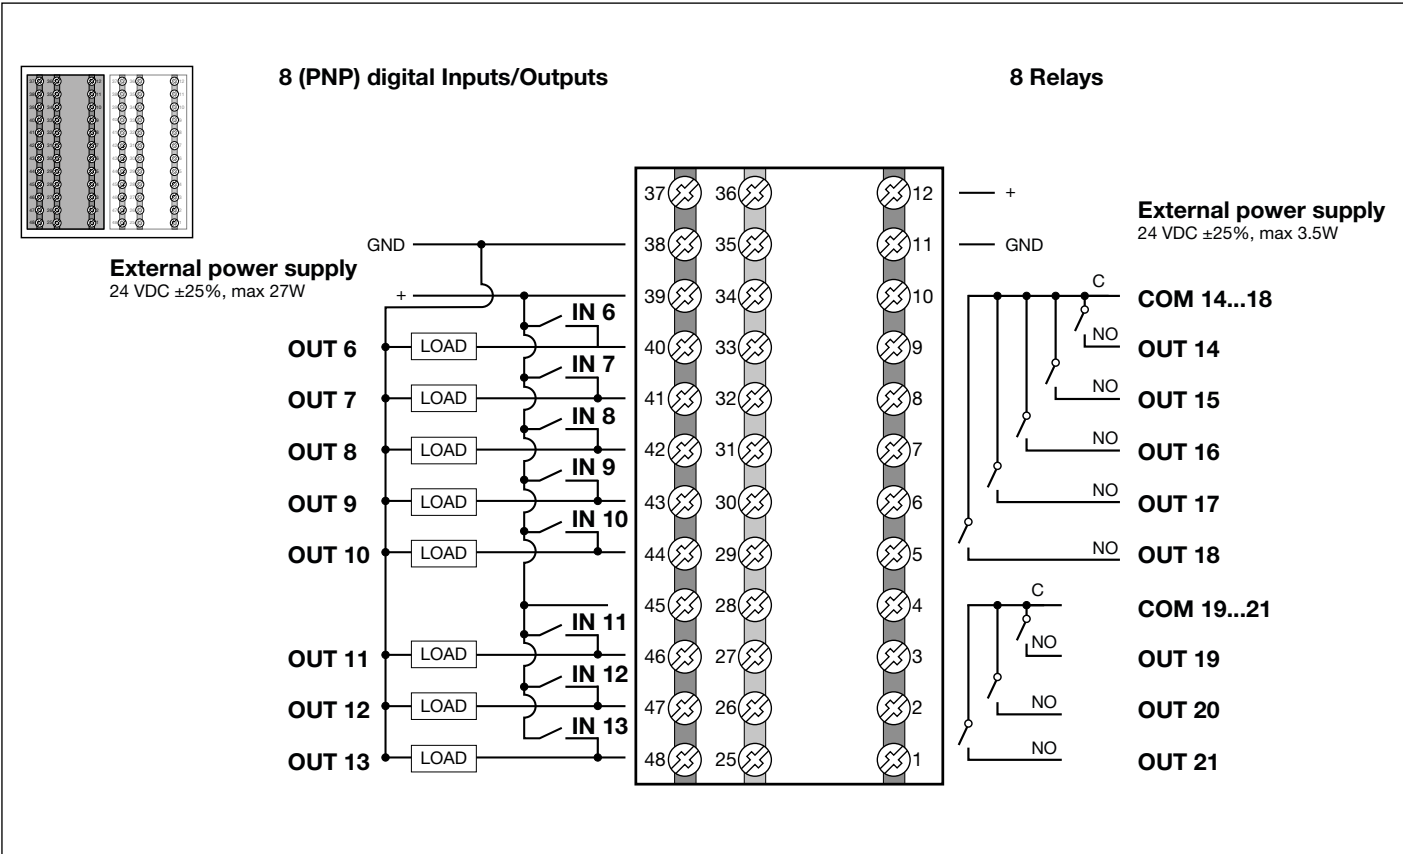 8 (PNP) digital Inputs/Outputs
8 Relays
37 36 12 +
External power supply
24 VDC ±25%, max 3.5W
GND 38 35 11 GND
External power supply
24 VDC ±25%, max 27W
+ 39 34 10 C COM 14...18
IN 6
OUT 6 LOAD 40 33 9 NO OUT 14
IN 7
OUT 7 LOAD 41 32 8 NO OUT 15
IN 8
OUT 8 LOAD 42 31 7 NO OUT 16
IN 9
OUT 9 LOAD 43 30 6 NO OUT 17
IN 10
OUT 10 LOAD 44 29 5 NO OUT 18
45 28 4 C COM 19...21
IN 11
OUT 11 LOAD 46 27 3 NO OUT 19
IN 12
OUT 12 LOAD 47 26 2 NO OUT 20
IN 13
OUT 13 LOAD 48 25 1 NO OUT 21